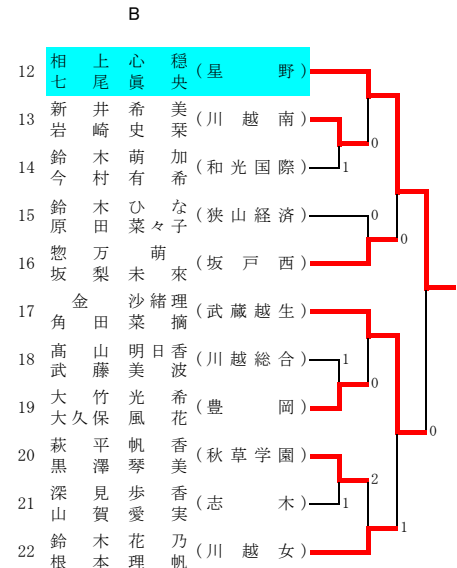 B
12 相上心穏 (星野)
七尾眞央
13 新井希美 (川越南)
岩崎史栞
0
14 鈴木萌加 (和光国際) 1
今村有希
15 鈴木ひな (狭山経済) 0
原田菜々子
0
16 惣万萌 (坂戸西)
坂梨未來
17 金沙緒理 (武蔵越生)
角田菜摘
18 髙山明日香 (川越総合) 1
武藤美波
0
19 大竹光希 (豊岡)
大久保風花
0
20 萩平帆香 (秋草学園)
黒澤琴美
2
21 深見歩香 (志木) 1
山賀愛実
1
22 鈴木花乃 (川越女)
根本理帆